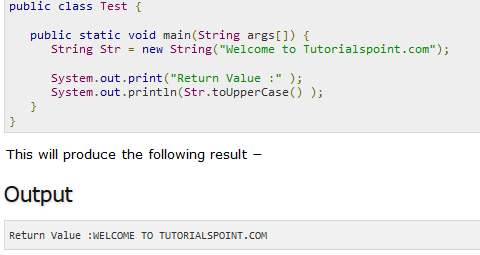 public class Test {
public static void main(String args[]) {
String Str = new String("Welcome to Tutorialspoint.com");
System.out.print("Return Value :" );
System.out.println(Str.toUpperCase() );
}
}
This will produce the following result −
Output
Return Value :WELCOME TO TUTORIALSPOINT.COM